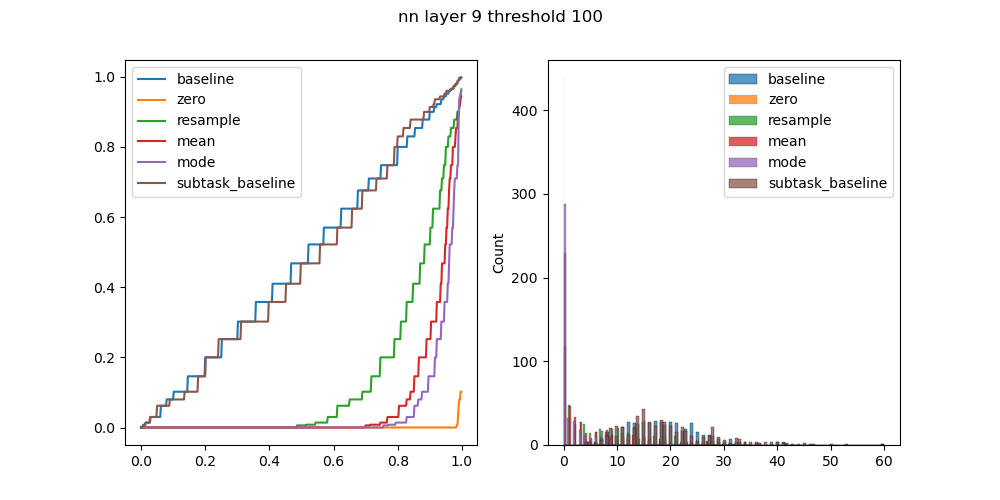 nn layer 9 threshold 100
1.0
0.8
0.6
0.4
0.2
0.0
baseline
zero
resample
mean
mode
subtask_baseline
0.0 0.2 0.4 0.6 0.8 1.0
Count
400
300
200
100
0
baseline
zero
resample
mean
mode
subtask_baseline
0 10 20 30 40 50 60